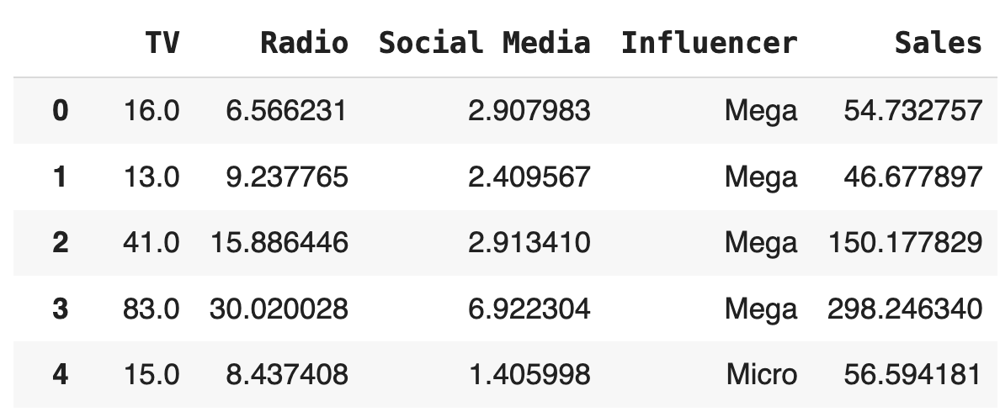 TV Radio Social Media Influencer Sales
0 16.0 6.566231 2.907983 Mega 54.732757
1 13.0 9.237765 2.409567 Mega 46.677897
2 41.0 15.886446 2.913410 Mega 150.177829
3 83.0 30.020028 6.922304 Mega 298.246340
4 15.0 8.437408 1.405998 Micro 56.594181